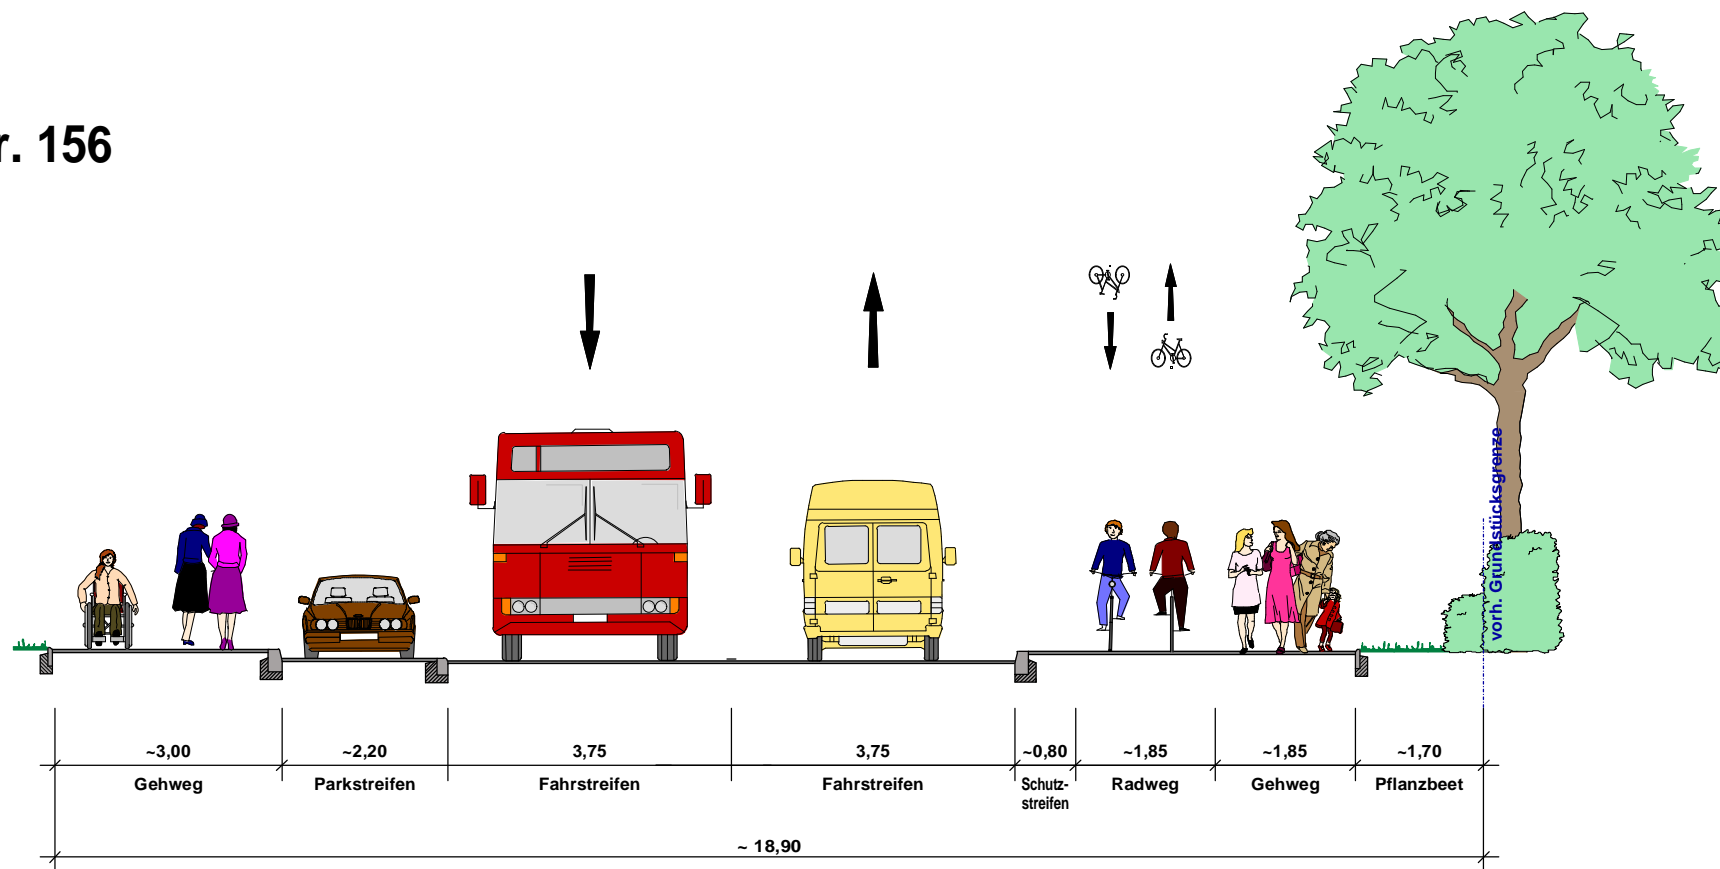 r. 156
vorh. Grundstücksgrenze
~3,00 ~2,20 3,75 3,75 ~0,80 ~1,85 ~1,85 ~1,70
Gehweg Parkstreifen Fahrstreifen Fahrstreifen Schutz- Radweg Gehweg Pflanzbeet
streifen
~ 18,90